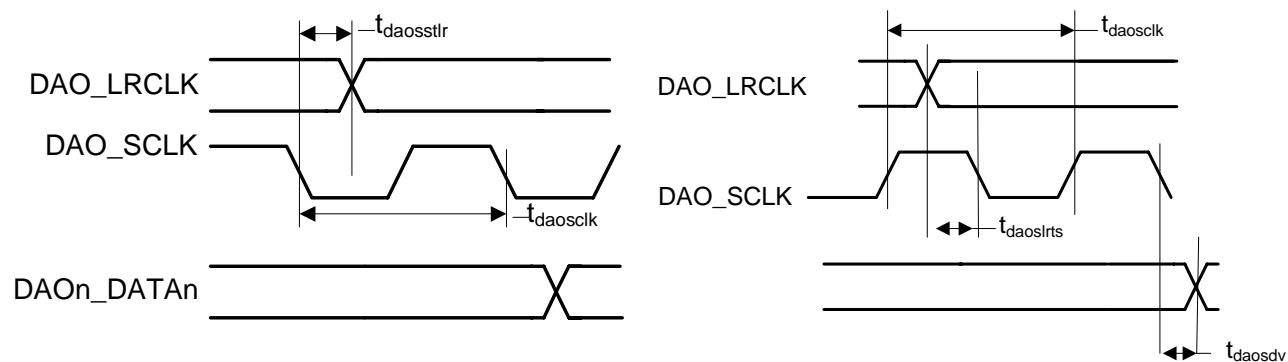 tdaosstlr
DAO_LRCLK
DAO_SCLK
tdaosclk
DAOn_DATAn
tdaosclk
DAO_LRCLK
DAO_SCLK
tdaoslrts
tdaosdv